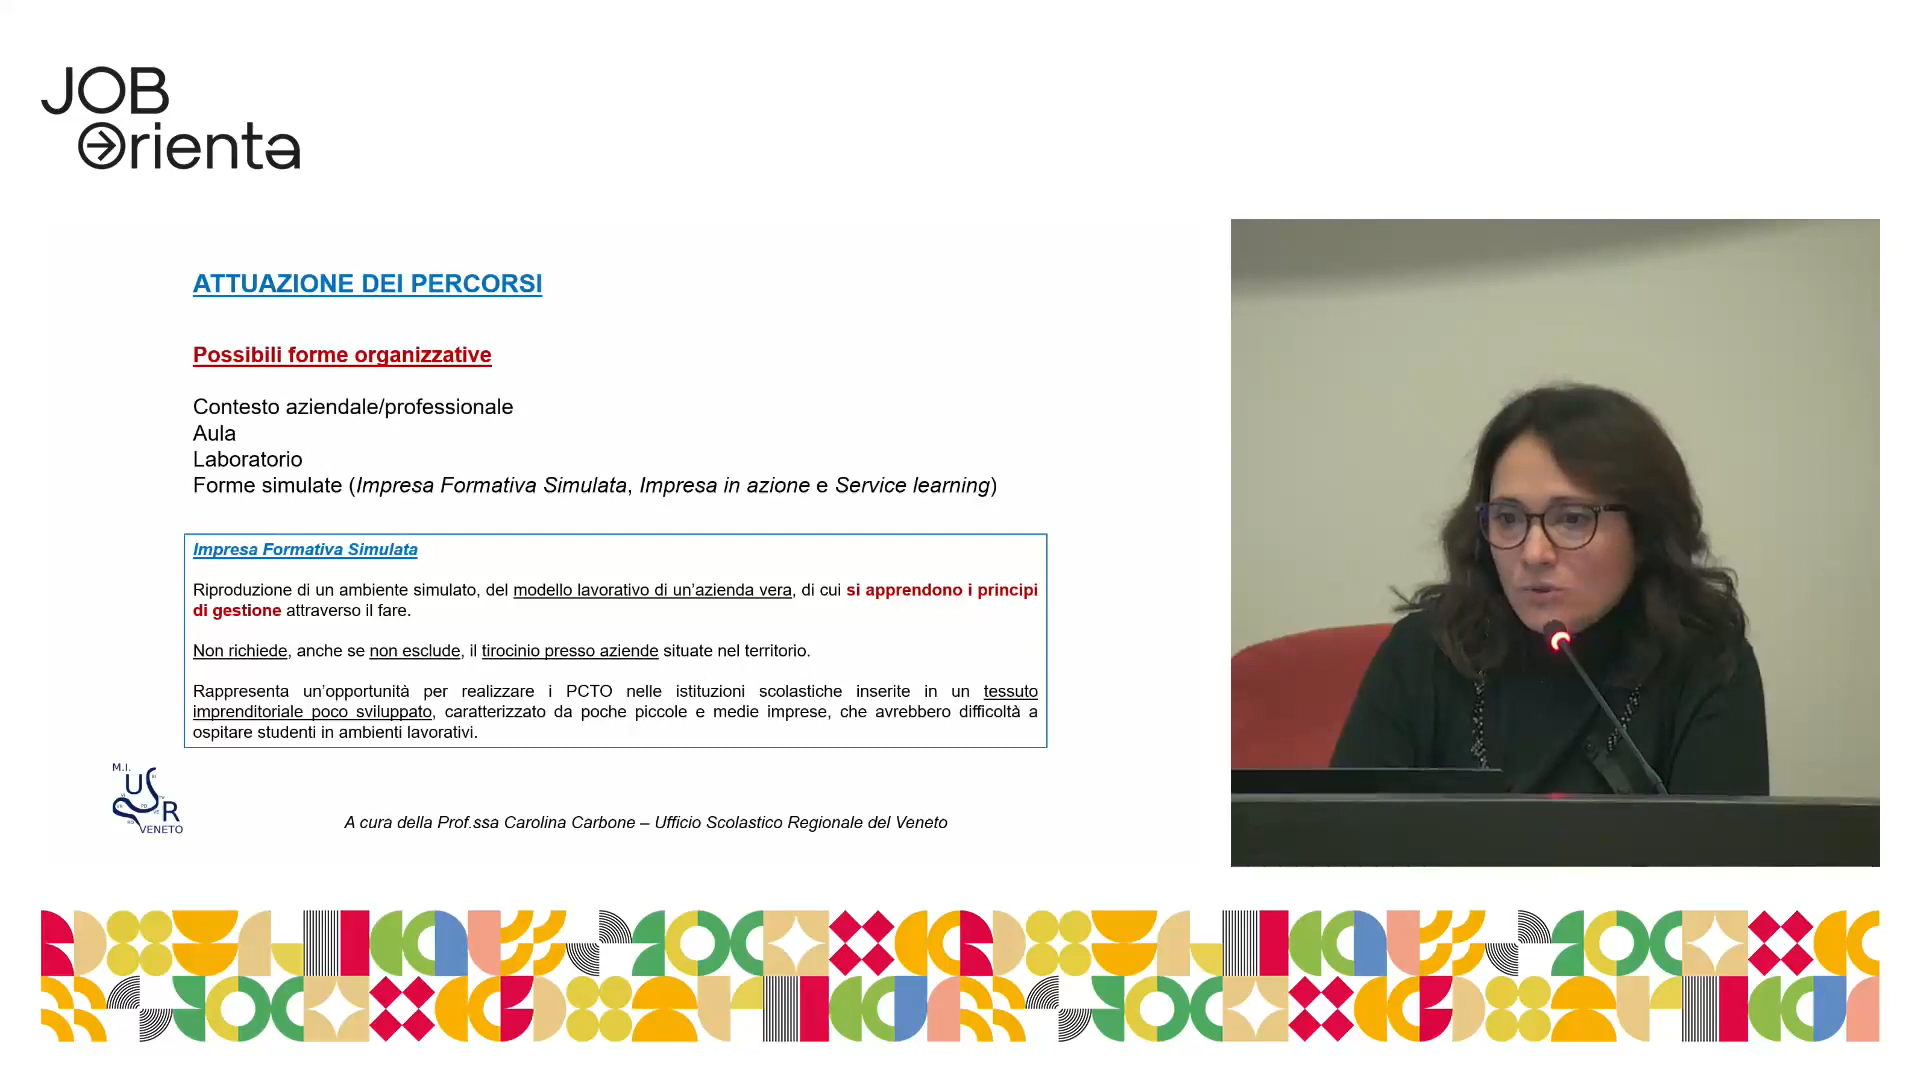 JOB
Orienta
ATTUAZIONE DEI PERCORSI
Possibili forme organizzative
Contesto aziendale/professionale
Aula
Laboratorio
Forme simulate (Impresa Formativa Simulata, Impresa in azione e Service learning)
Impresa Formativa Simulata
Riproduzione di un ambiente simulato, del modello lavorativo di un’azienda vera, di cui si apprendono i principi
di gestione attraverso il fare.
Non richiede, anche se non esclude, il tirocinio presso aziende situate nel territorio.
Rappresenta un’opportunità per realizzare i PCTO nelle istituzioni scolastiche inserite in un tessuto
imprenditoriale poco sviluppato, caratterizzato da poche piccole e medie imprese, che avrebbero difficoltà a
ospitare studenti in ambienti lavorativi.
M.I.
USR
VENETO
A cura della Prof.ssa Carolina Carbone – Ufficio Scolastico Regionale del Veneto